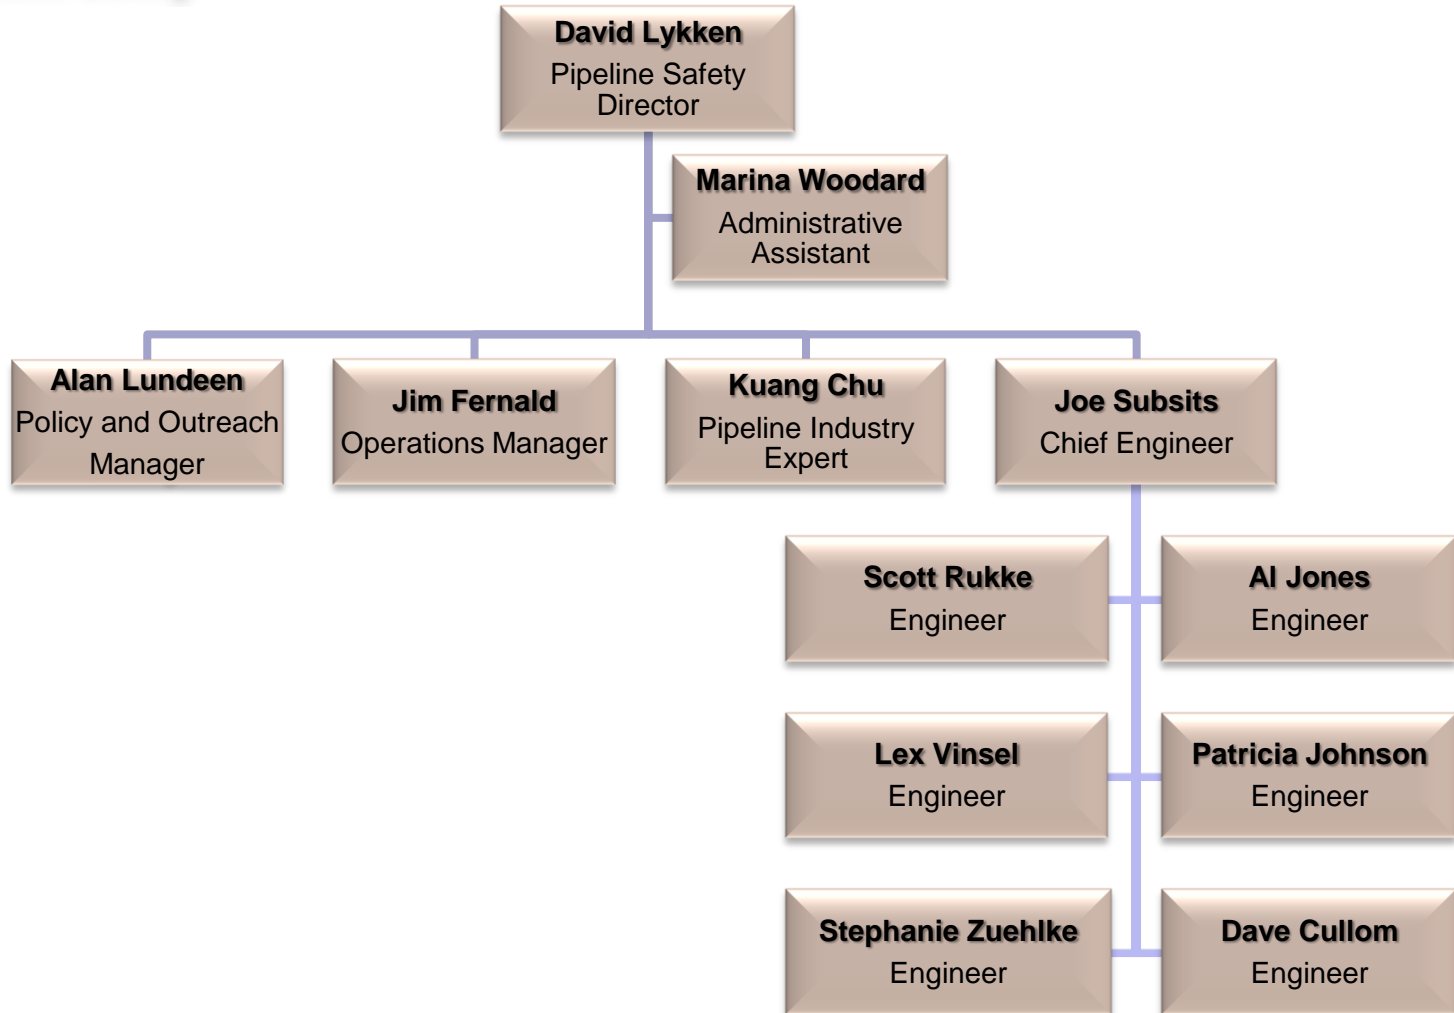 David Lykken
Pipeline Safety
Director
Marina Woodard
Administrative
Assistant
Alan Lundeen
Policy and Outreach
Manager
Jim Fernald
Operations Manager
Kuang Chu
Pipeline Industry
Expert
Joe Subsits
Chief Engineer
Scott Rukke
Engineer
Al Jones
Engineer
Lex Vinsel
Engineer
Patricia Johnson
Engineer
Stephanie Zuehlke
Engineer
Dave Cullom
Engineer